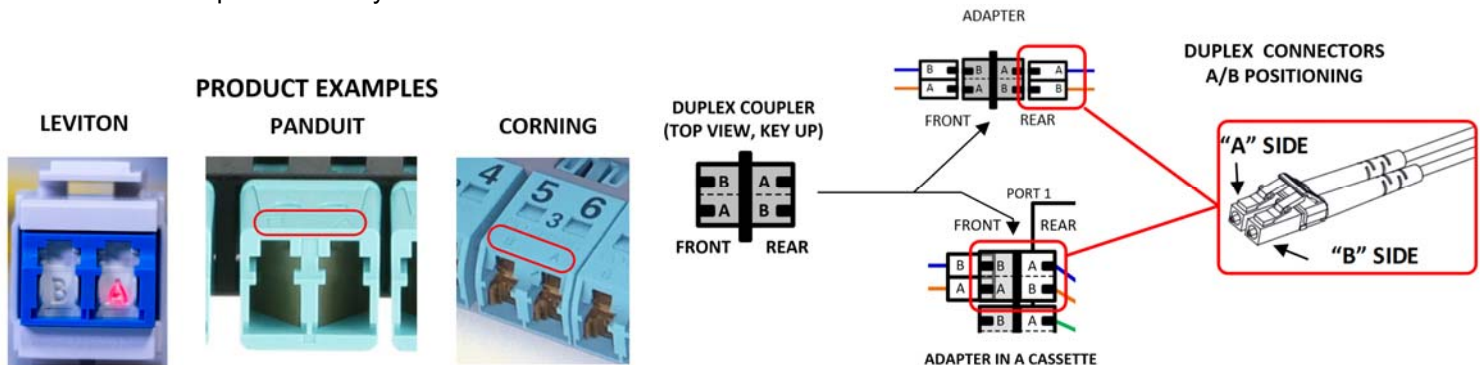 PRODUCT EXAMPLES
LEVITON
B A
PANDUIT
CORNING
4 5 6
3
B A
DUPLEX COUPLER
(TOP VIEW, KEY UP)
B A
A B
FRONT REAR
ADAPTER
B B A A
A A B B
FRONT REAR
PORT 1
FRONT REAR
B B A
A A B
B A
ADAPTER IN A CASSETTE
DUPLEX CONNECTORS
A/B POSITIONING
"A" SIDE
"B" SIDE